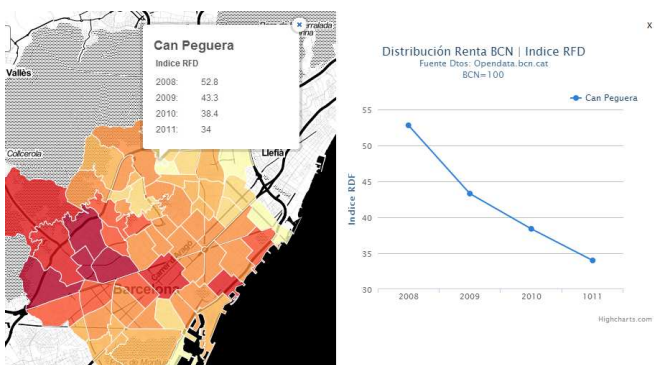 Can Peguera
Indice RFD
2008: 52.8
2009: 43.3
2010: 38.4
2011: 34
Vallès
Collcerola
Llefià
Barcelona
x
Distribución Renta BCN | Indice RFD
Fuente Dtos: Opendata.bcn.cat
BCN=100
Can Peguera
Indice RDF
55
50
45
40
35
30
2008 2009 2010 1011
Highcharts.com